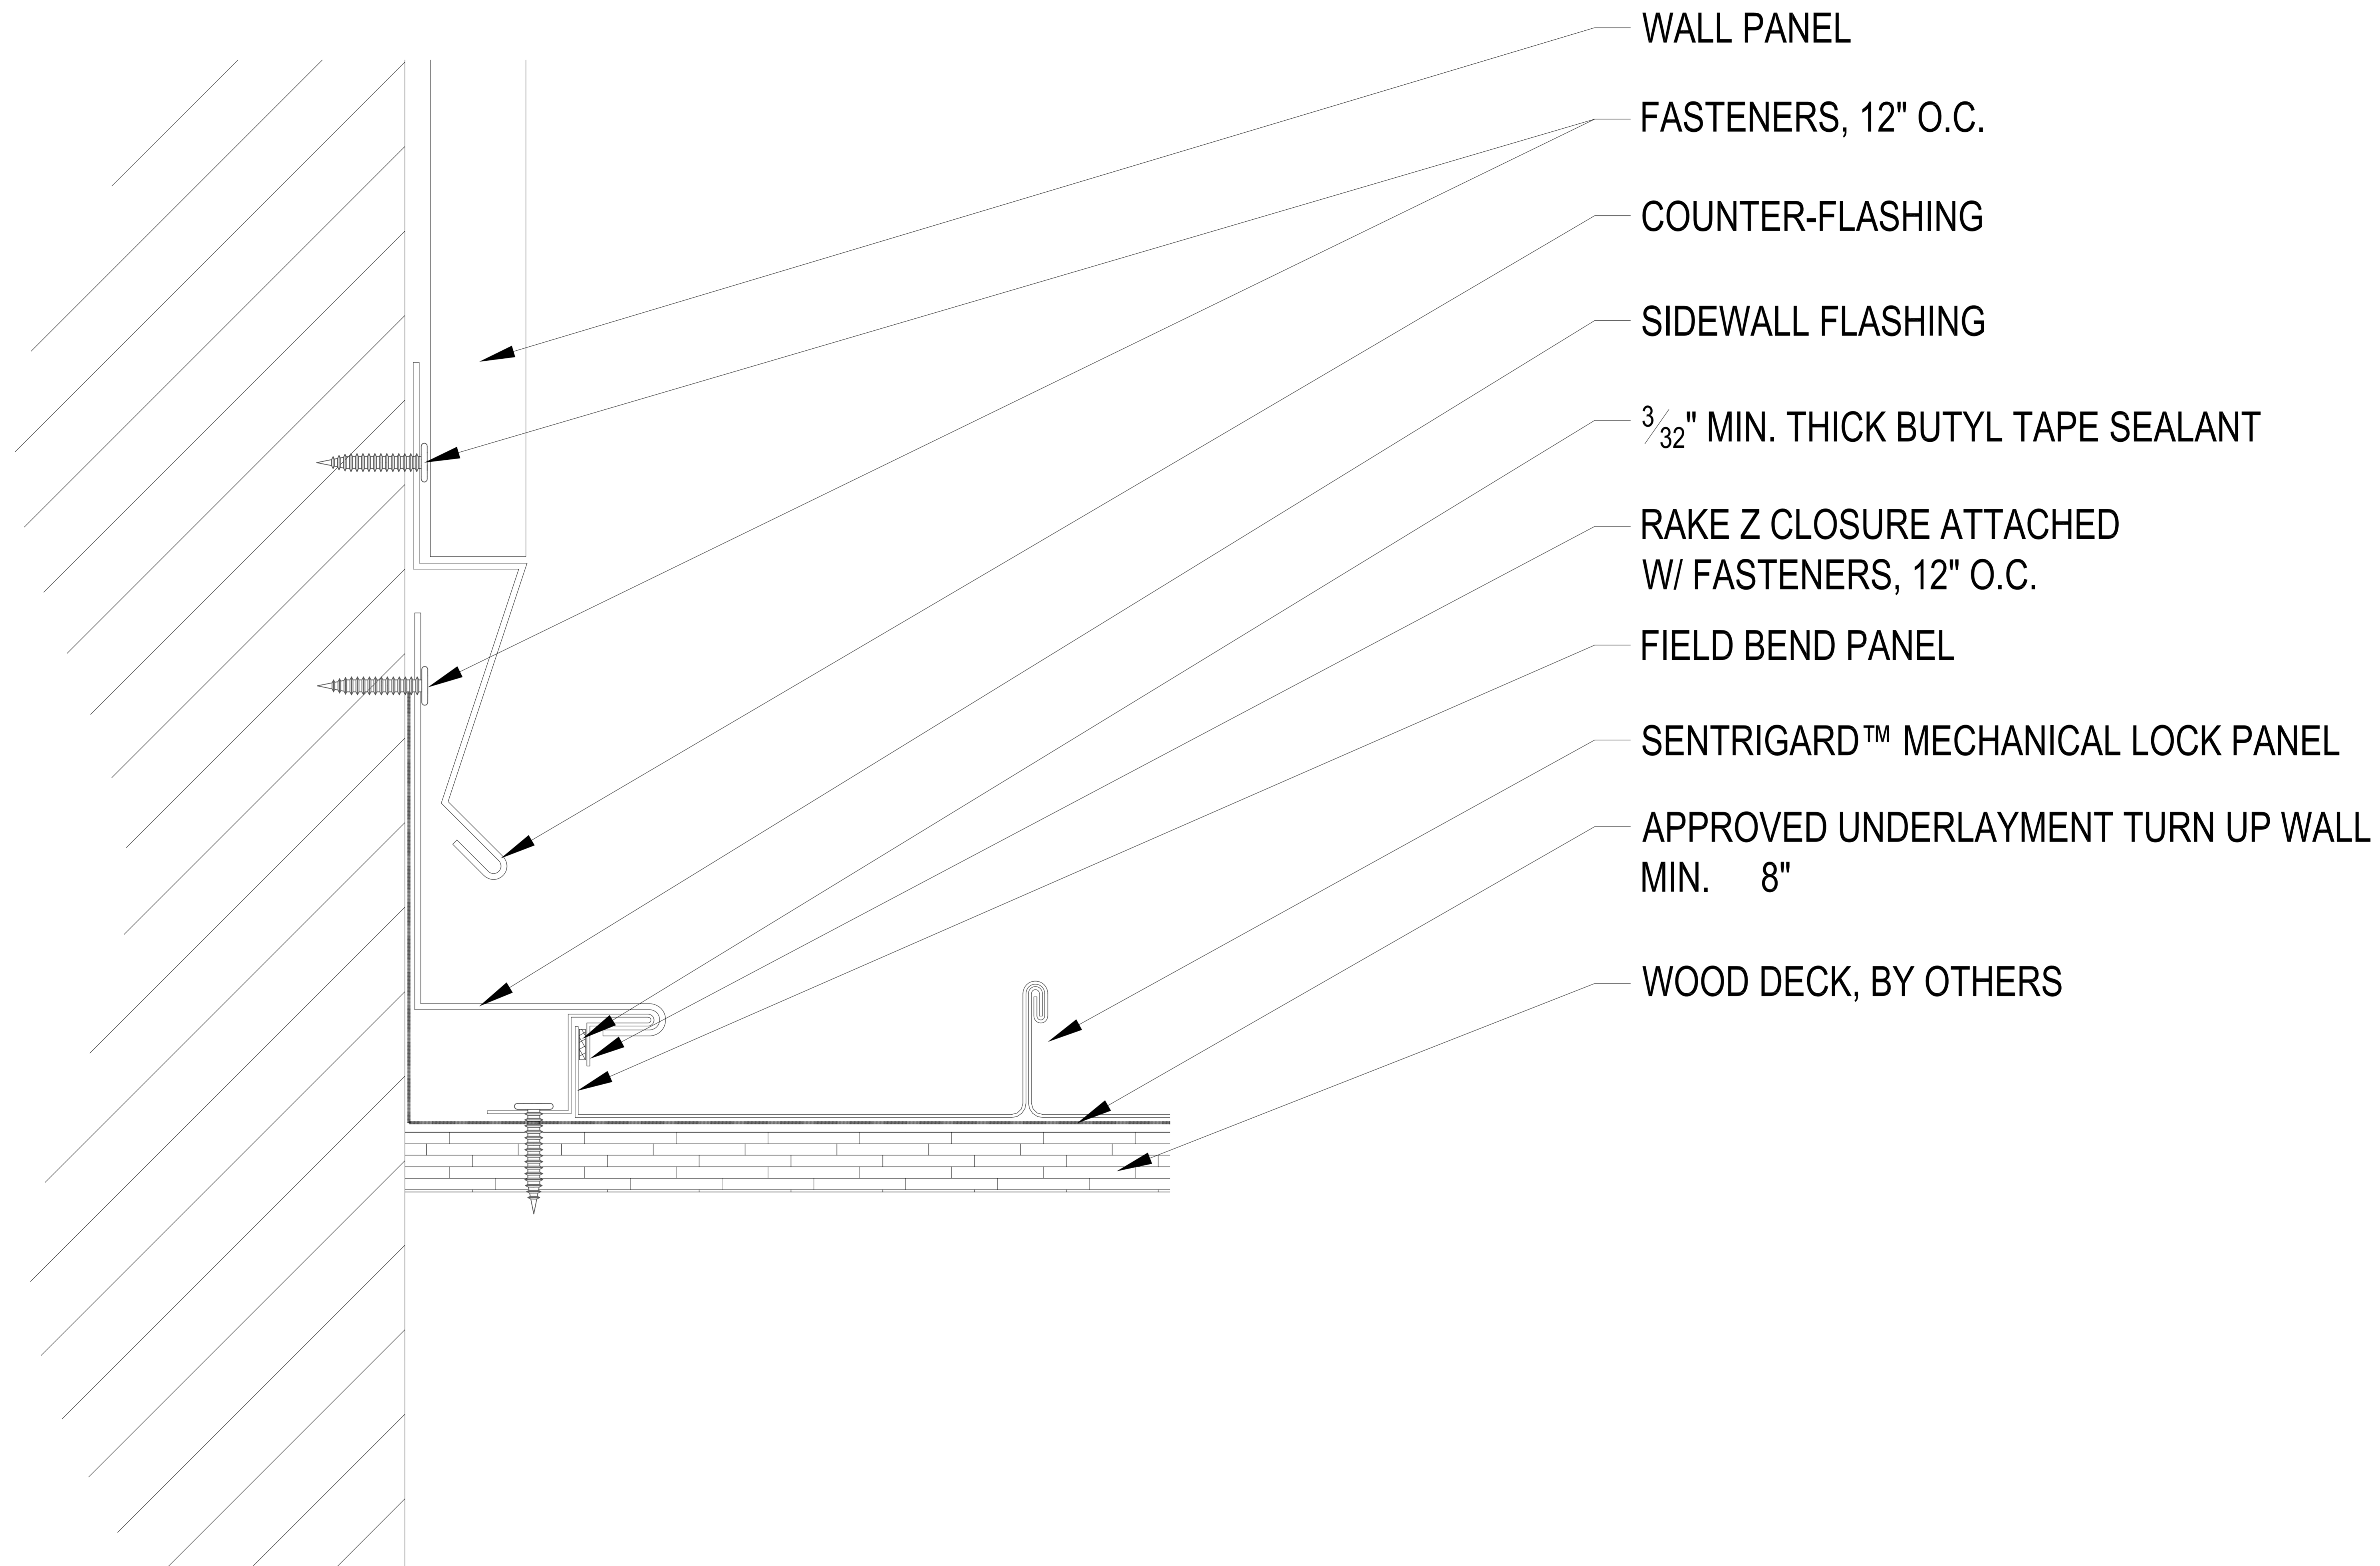 WALL PANEL
FASTENERS, 12" O.C.
COUNTER-FLASHING
SIDEWALL FLASHING
3⁄32" MIN. THICK BUTYL TAPE SEALANT
RAKE Z CLOSURE ATTACHED
W/ FASTENERS, 12" O.C.
FIELD BEND PANEL
SENTRIGARD™ MECHANICAL LOCK PANEL
APPROVED UNDERLAYMENT TURN UP WALL
MIN. 8"
WOOD DECK, BY OTHERS